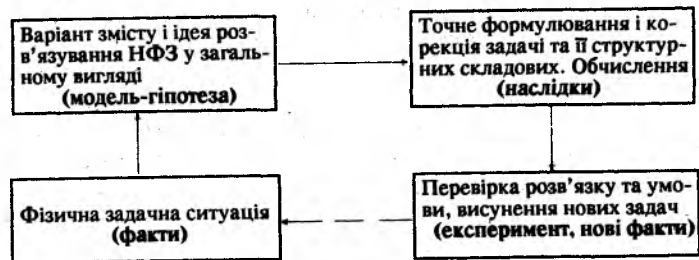 Варіант змісту і ідея роз-
в'язування НФЗ у загаль-
ному вигляді
(модель-гіпотеза)
Точне формулювання і ко-
рекція задачі та її структур-
них складових. Обчислення
(наслідки)
Фізична задачна ситуація
(факти)
Перевірка розв'язку та умо-
ви, висунення нових задач
(експеримент, нові факти)